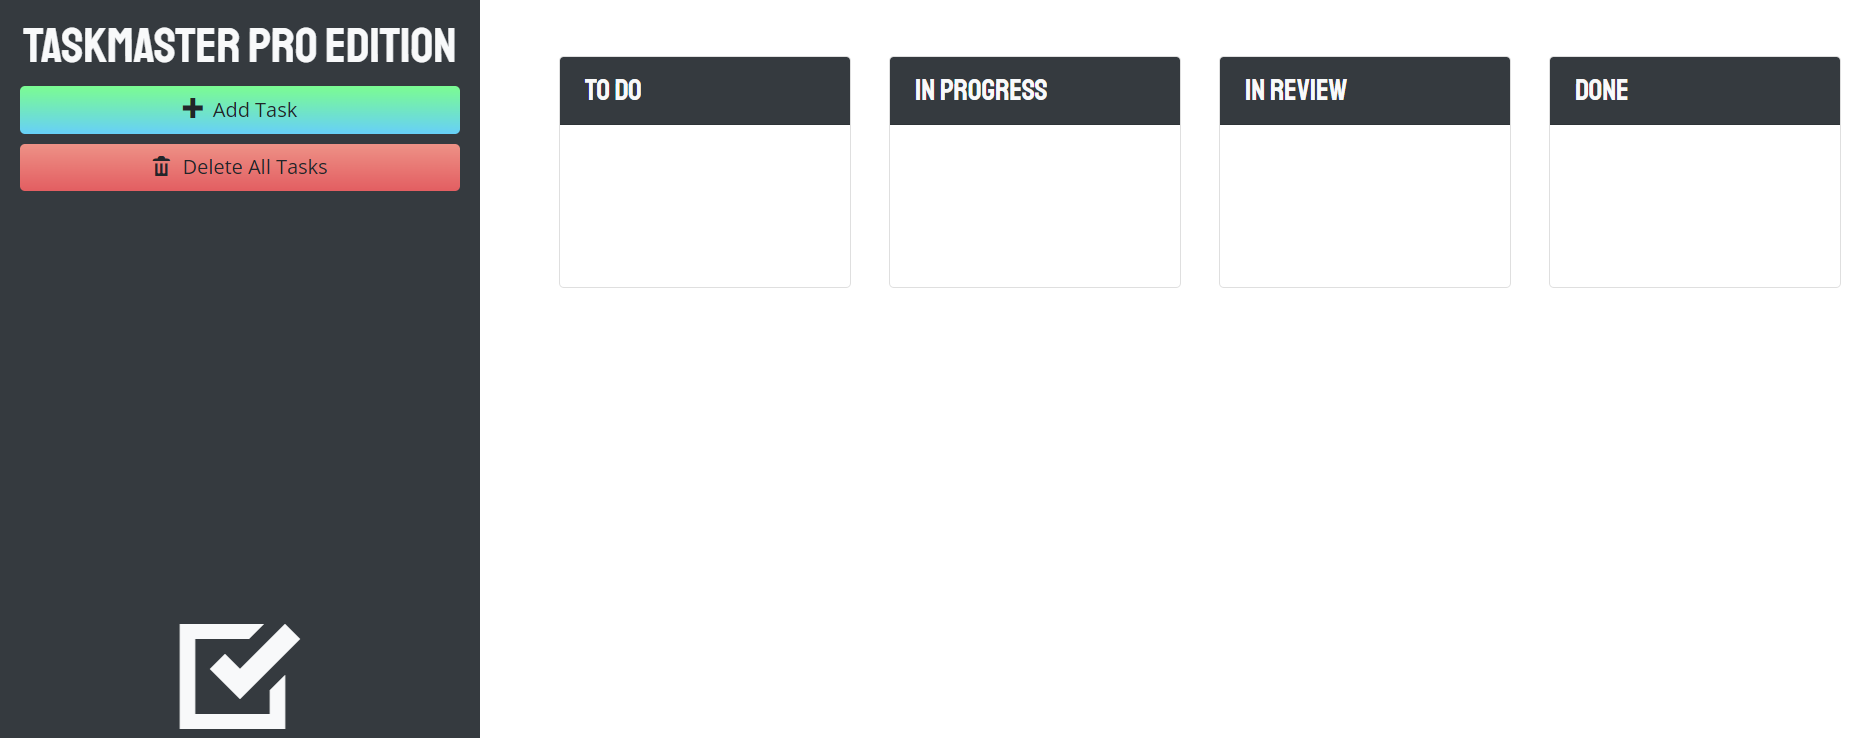 TASKMASTER PRO EDITION
Add Task
Delete All Tasks
TO DO
IN PROGRESS
IN REVIEW
DONE